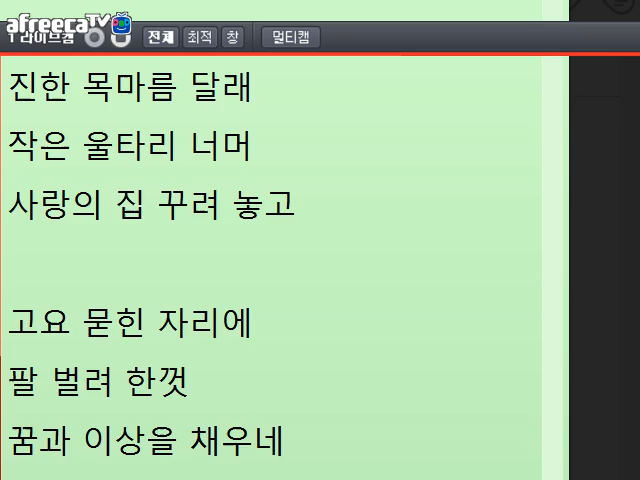 afreecaTV
1 라이브캠
전체 최적 창 멀티캠
진한 목마름 달래
작은 울타리 너머
사랑의 집 꾸려 놓고
고요 묻힌 자리에
팔 벌려 한껏
꿈과 이상을 채우네